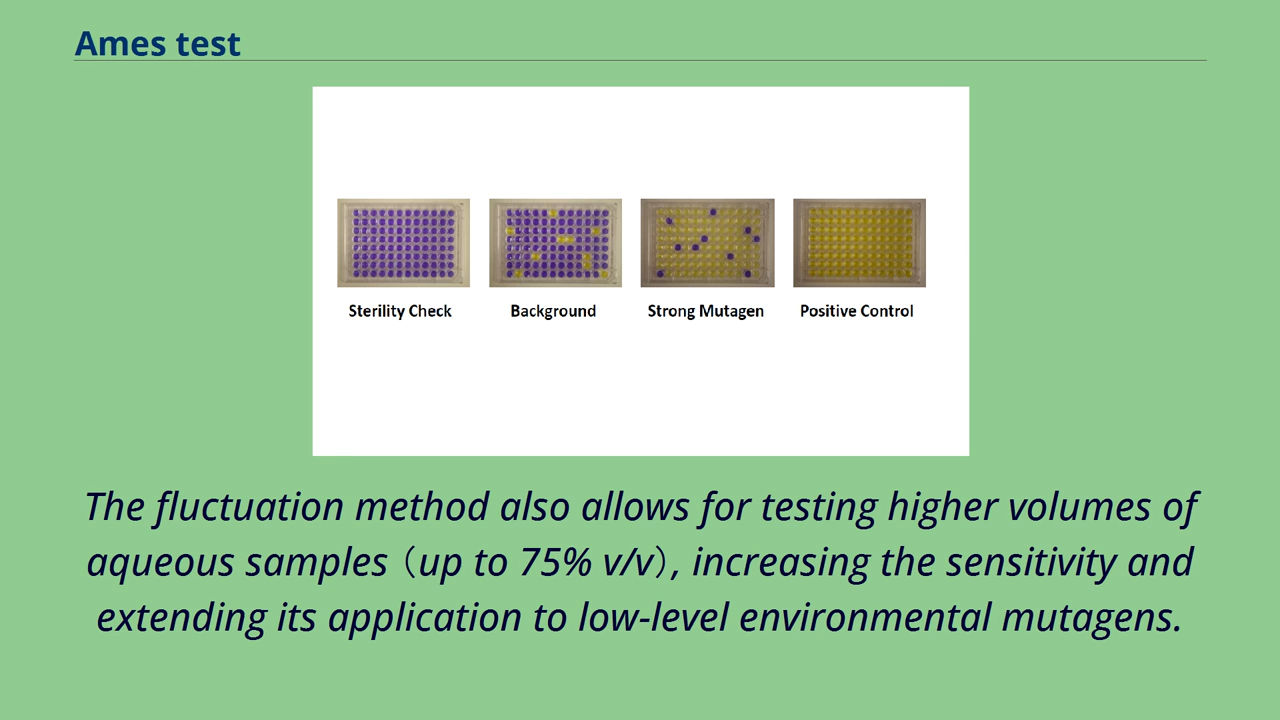 Ames test
Sterility Check
Background
Strong Mutagen
Positive Control
The fluctuation method also allows for testing higher volumes of
aqueous samples（up to 75% v/v）, increasing the sensitivity and
extending its application to low-level environmental mutagens.